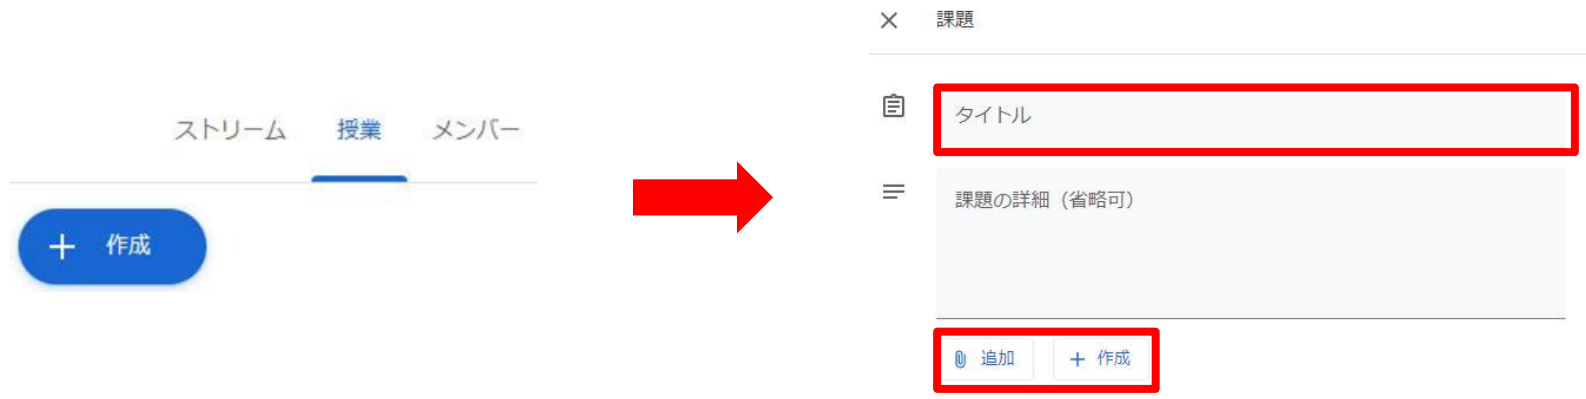 ストリーム 授業 メンバー
+ 作成
× 課題
タイトル
課題の詳細（省略可）
追加 + 作成